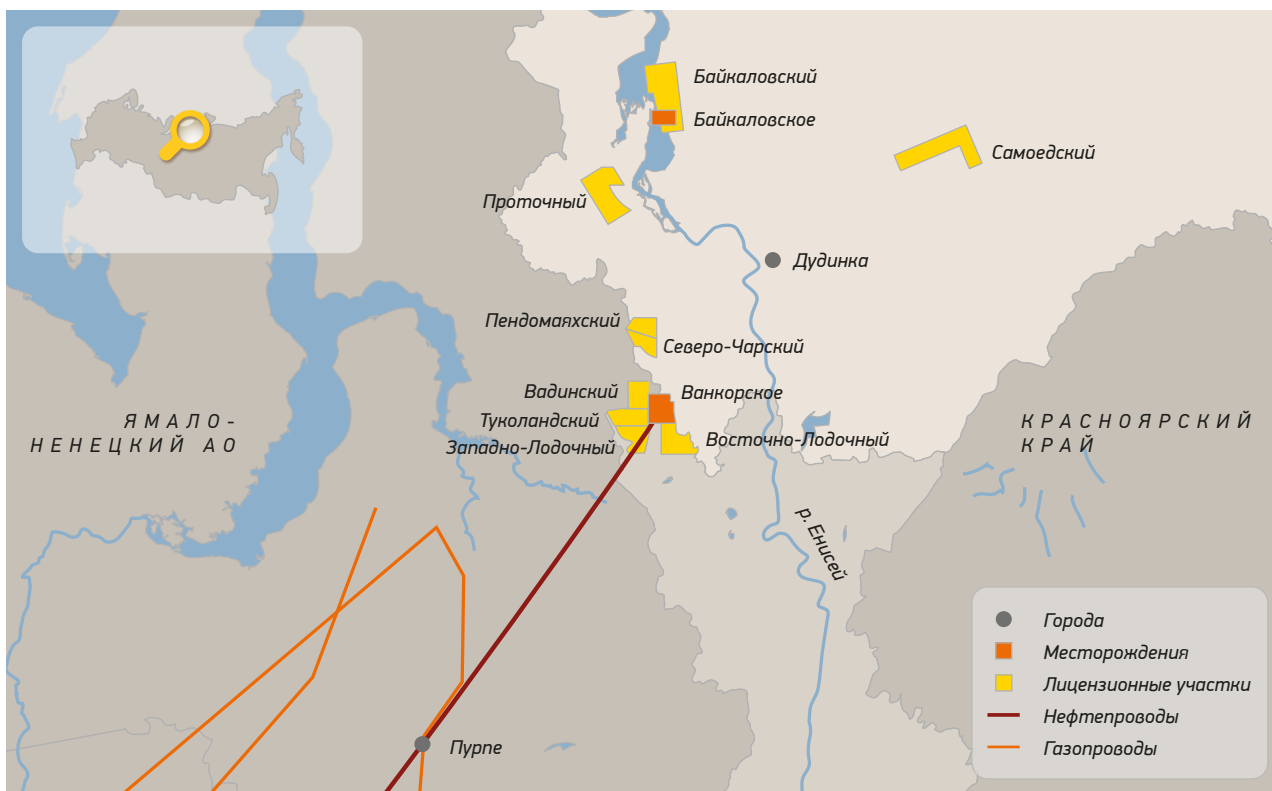 Байкаловский
Байкаловское
Самоедский
Проточный
Дудинка
Пендомаяхский
Северо-Чарский
Вадинский
Ванкорское
Тукoландский
Западно-Лодочный
Восточно-Лодочный
ЯМАЛО-
НЕНЕЦКИЙ АО
КРАСНОЯРСКИЙ
КРАЙ
р. Енисей
Пурпе
Города
Месторождения
Лицензионные участки
Нефтепроводы
Газопроводы